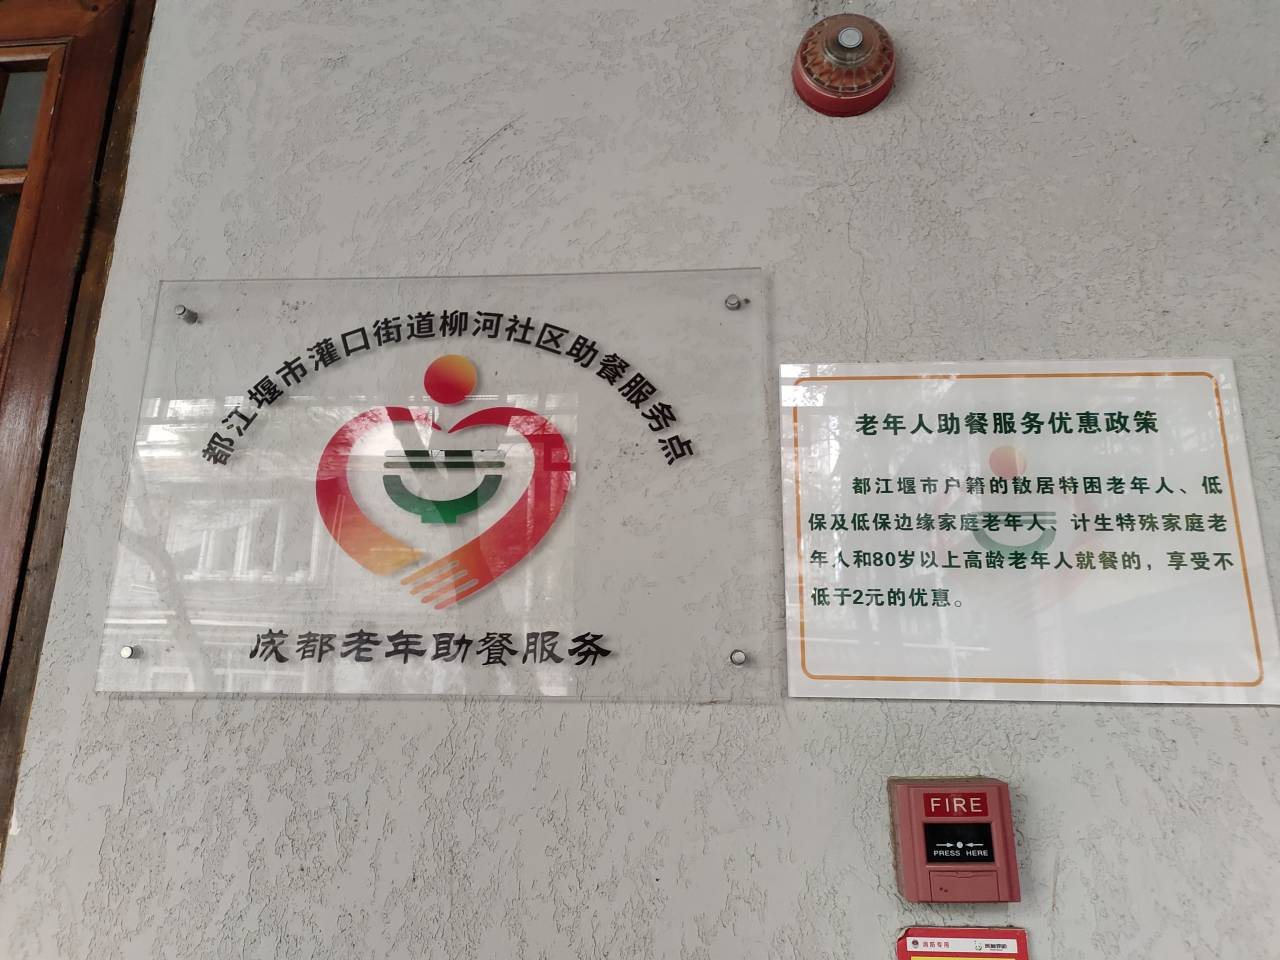 都江堰市灌口街道柳河社区助餐服务点
成都老年助餐服务
老年人助餐服务优惠政策
都江堰市户籍的散居特困老年人、低
保及低保边缘家庭老年人、计生特殊家庭老
年人和80岁以上高龄老年人就餐的，享受不
低于2元的优惠。
FIRE
PRESS HERE
消防专用